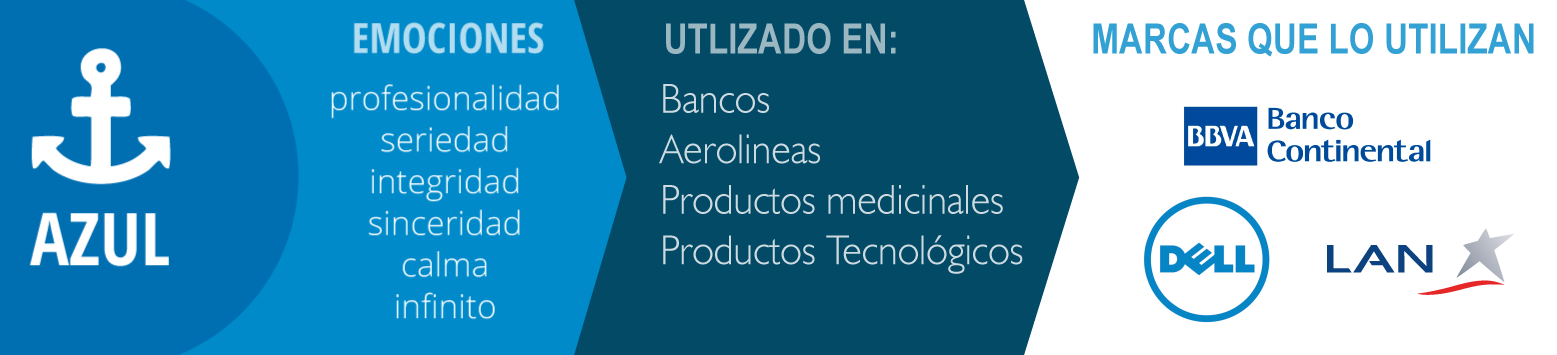 AZUL
EMOCIONES
profesionalidad
seriedad
integridad
sinceridad
calma
infinito
UTLIZADO EN:
Bancos
Aerolineas
Productos medicinales
Productos Tecnológicos
MARCAS QUE LO UTILIZAN
BBVA Banco
Continental
DELL
LAN